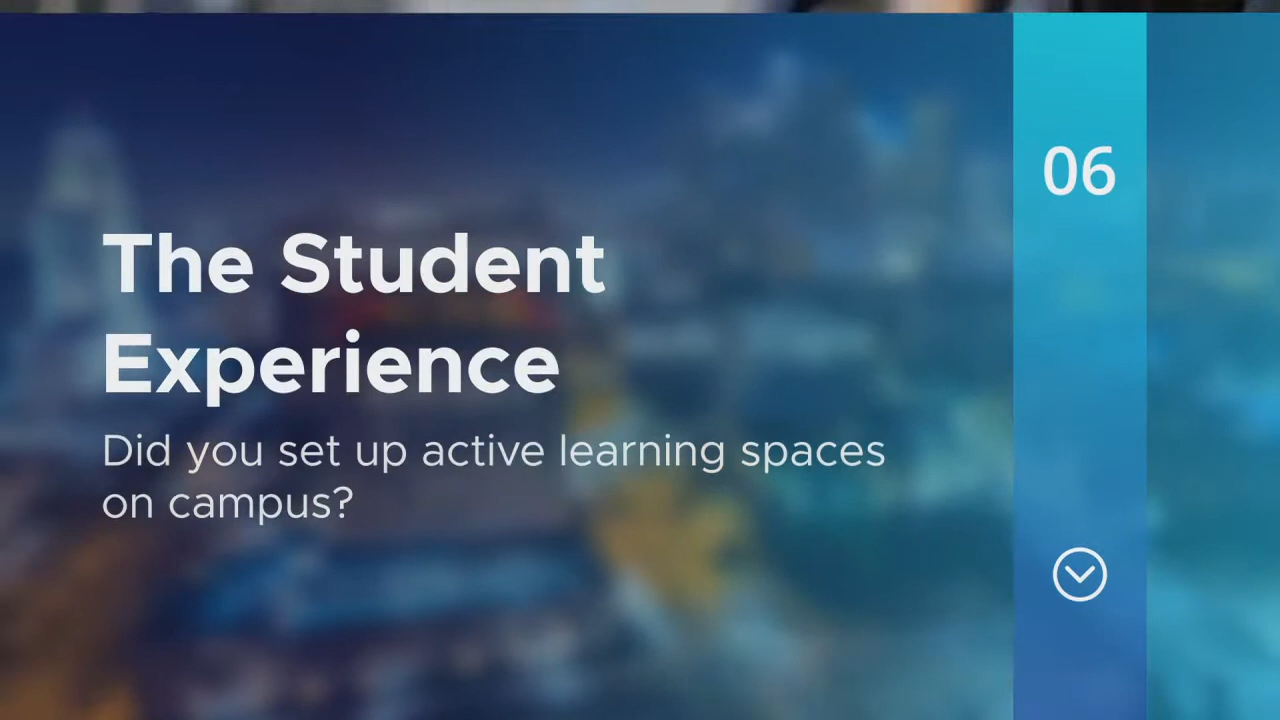 06
The Student
Experience
Did you set up active learning spaces
on campus?